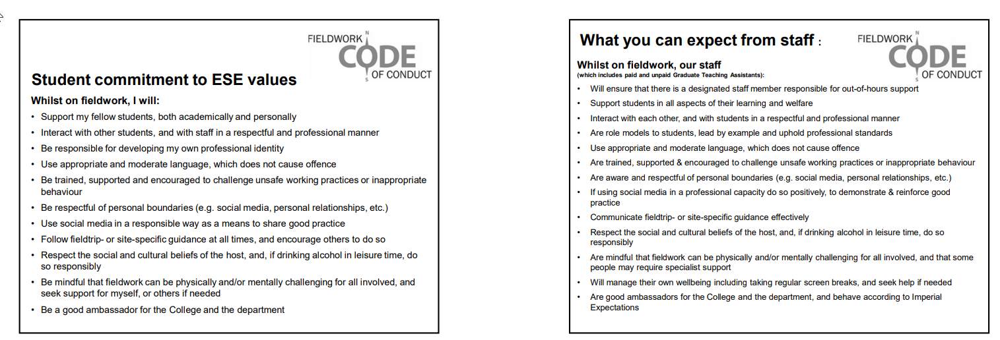 FIELDWORK
N
CODE
S
OF CONDUCT
Student commitment to ESE values
Whilst on fieldwork, I will:
• Support my fellow students, both academically and personally
• Interact with other students, and with staff in a respectful and professional manner
• Be responsible for developing my own professional identity
• Use appropriate and moderate language, which does not cause offence
• Be trained, supported and encouraged to challenge unsafe working practices or inappropriate
behaviour
• Be respectful of personal boundaries (e.g. social media, personal relationships, etc.)
• Use social media in a responsible way as a means to share good practice
• Follow fieldtrip- or site-specific guidance at all times, and encourage others to do so
• Respect the social and cultural beliefs of the host, and, if drinking alcohol in leisure time, do
so responsibly
• Be mindful that fieldwork can be physically and/or mentally challenging for all involved, and
seek support for myself, or others if needed
• Be a good ambassador for the College and the department
What you can expect from staff :
FIELDWORK
N
CODE
S
OF CONDUCT
Whilst on fieldwork, our staff
(which includes paid and unpaid Graduate Teaching Assistants):
• Will ensure that there is a designated staff member responsible for out-of-hours support
• Support students in all aspects of their learning and welfare
• Interact with each other, and with students in a respectful and professional manner
• Are role models to students, lead by example and uphold professional standards
• Use appropriate and moderate language, which does not cause offence
• Are trained, supported & encouraged to challenge unsafe working practices or inappropriate behaviour
• Are aware and respectful of personal boundaries (e.g. social media, personal relationships, etc.)
• If using social media in a professional capacity do so positively, to demonstrate & reinforce good
practice
• Communicate fieldtrip- or site-specific guidance effectively
• Respect the social and cultural beliefs of the host, and, if drinking alcohol in leisure time, do so
responsibly
• Are mindful that fieldwork can be physically and/or mentally challenging for all involved, and that some
people may require specialist support
• Will manage their own wellbeing including taking regular screen breaks, and seek help if needed
• Are good ambassadors for the College and the department, and behave according to Imperial
Expectations